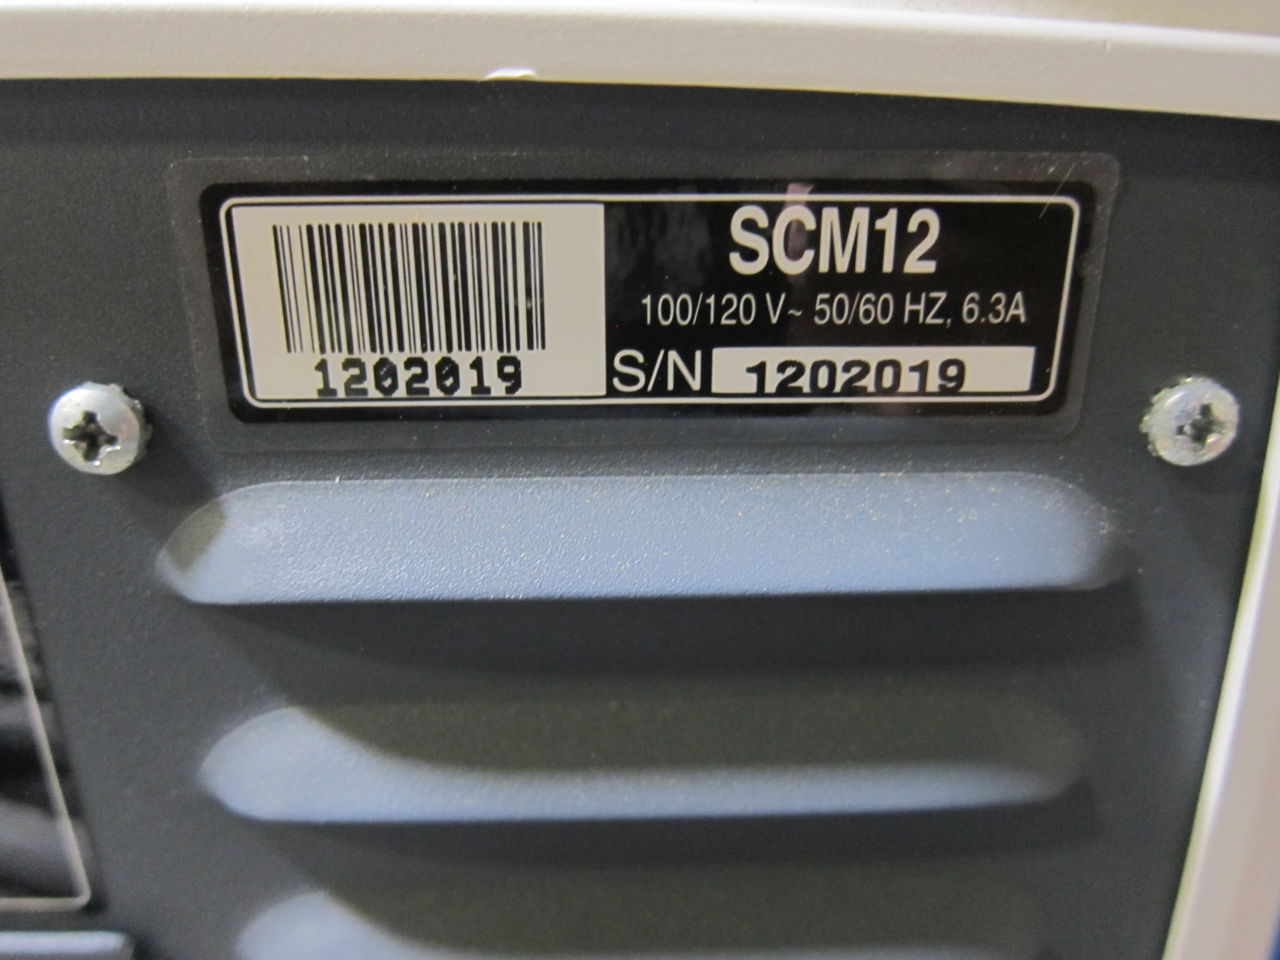 SCM12
100/120 V~ 50/60 HZ, 6.3A
1202019
S/N 1202019